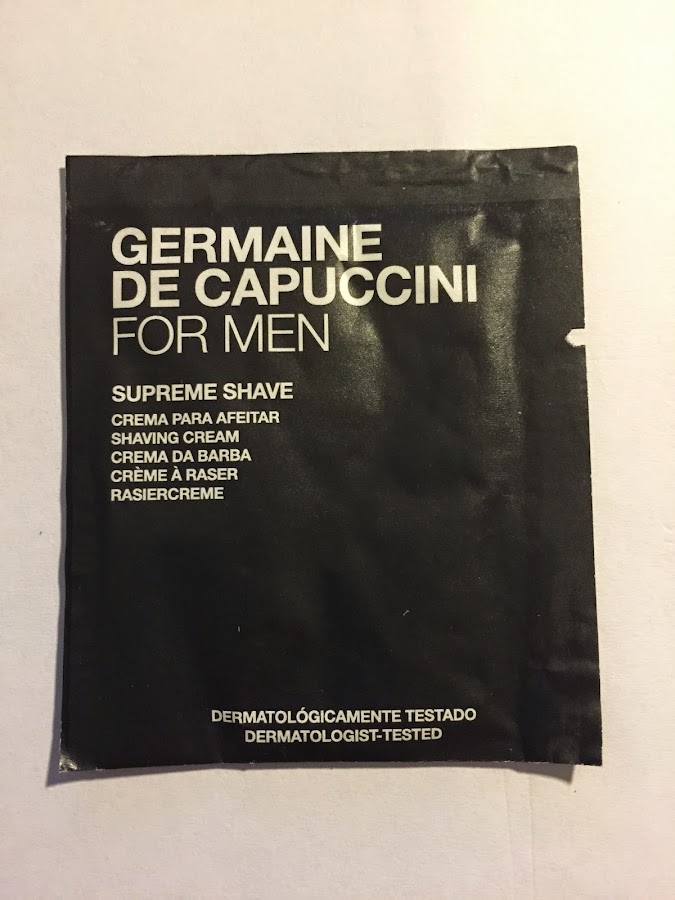 GERMAINE
DE CAPUCCINI
FOR MEN
SUPREME SHAVE
CREMA PARA AFEITAR
SHAVING CREAM
CREMA DA BARBA
CRÈME À RASER
RASIERCREME
DERMATOLÓGICAMENTE TESTADO
DERMATOLOGIST-TESTED